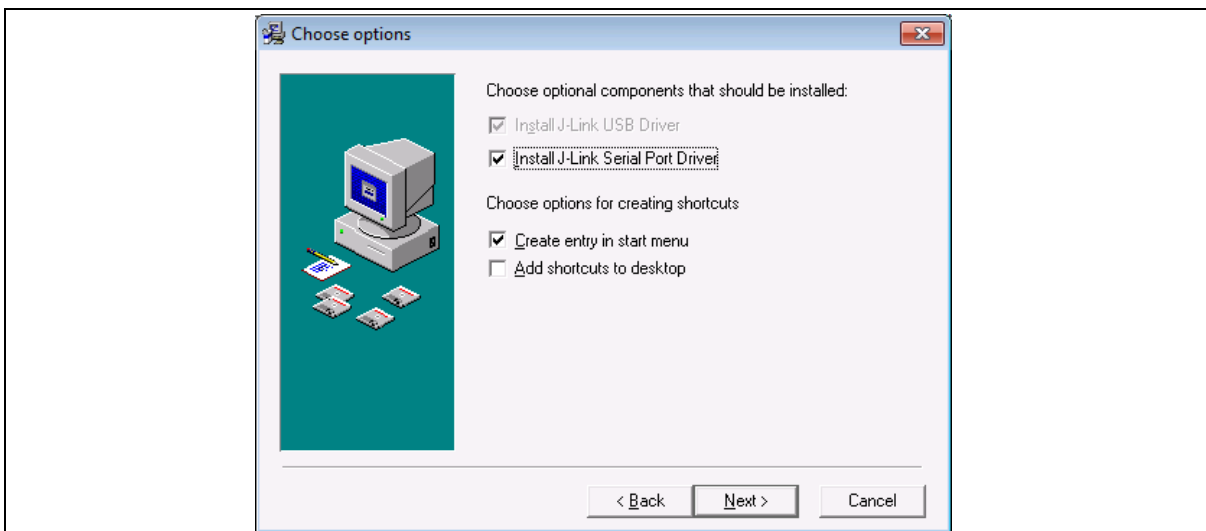 Choose options
Choose optional components that should be installed:
Install J-Link USB Driver
Install J-Link Serial Port Driver
Choose options for creating shortcuts
Create entry in start menu
Add shortcuts to desktop
< Back Next > Cancel